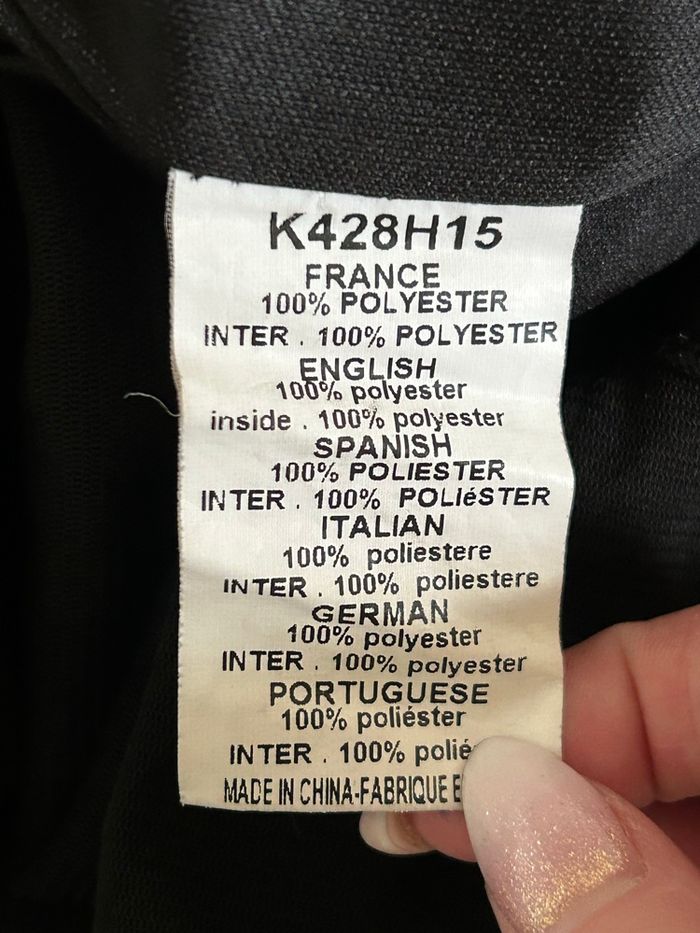 K428H15
FRANCE
100% POLYESTER
INTER . 100% POLYESTER
ENGLISH
100% polyester
inside . 100% polyester
SPANISH
100% POLIESTER
INTER . 100% POLIéSTER
ITALIAN
100% poliestere
INTER . 100% poliestere
GERMAN
100% polyester
INTER . 100% polyester
PORTUGUESE
100% poliéster
INTER . 100%
MADE IN CHINA-FABRIQUE